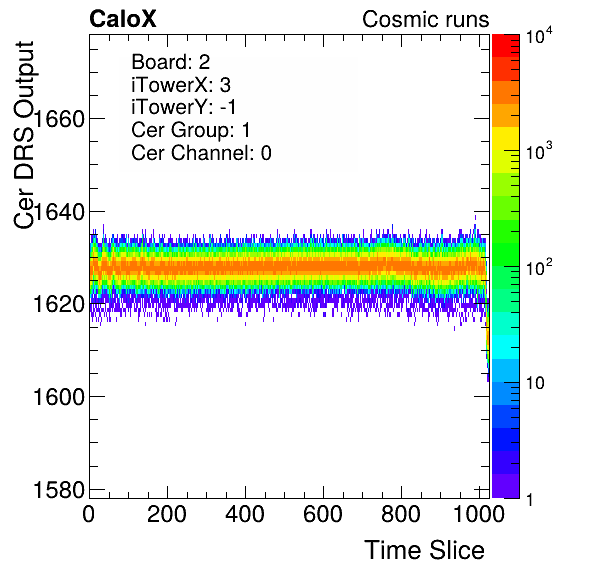 CaloX Cosmic runs
Board: 2
iTowerX: 3
iTowerY: -1
Cer Group: 1
Cer Channel: 0
Cer DRS Output
1660
1640
1620
1600
1580
0 200 400 600 800 1000
Time Slice
10^4
10^3
10^2
10
1